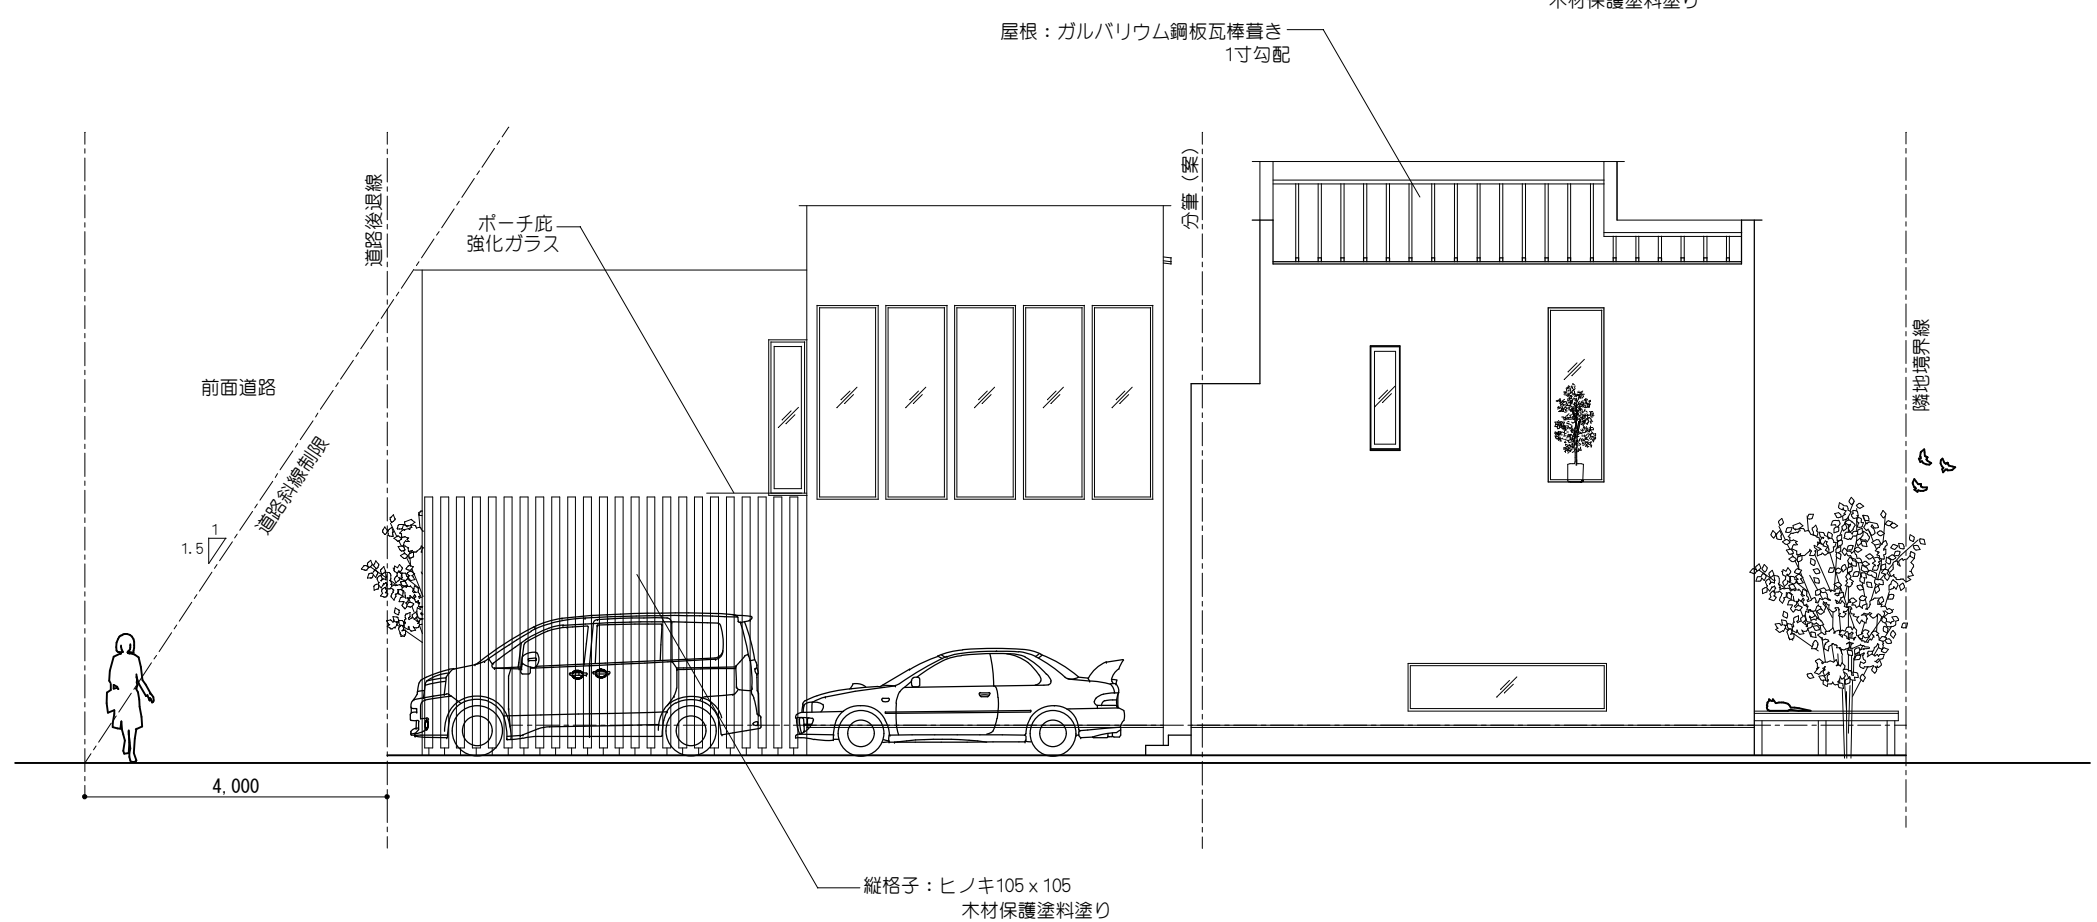 木材保護塗料塗り
屋根：ガルバリウム鋼板瓦棒葺き
1寸勾配
道路後退線
分筆（案）
ポーチ庇
強化ガラス
隣地境界線
前面道路
道路斜線制限
1
1.5
4,000
縦格子：ヒノキ105ｘ105
木材保護塗料塗り